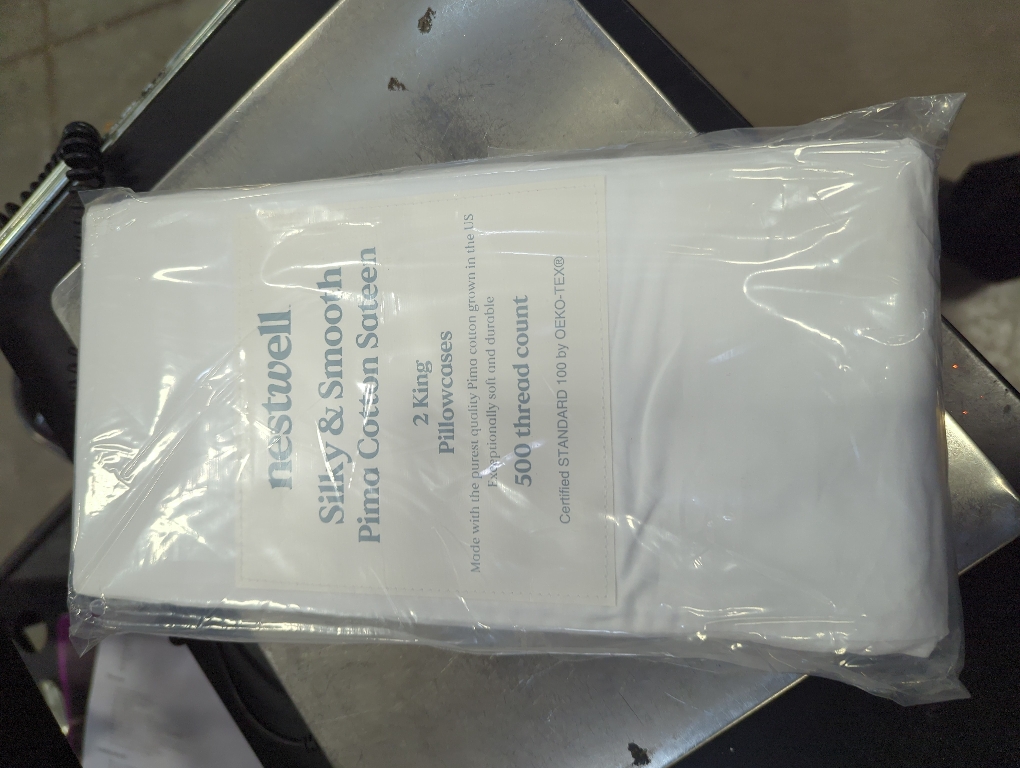 nestwell
Silky & Smooth
Pima Cotton Sateen
2 King
Pillowcases
Made with the purest quality Pima cotton grown in the US
Exceptionally soft and durable
500 thread count
Certified STANDARD 100 by OEKO-TEX®